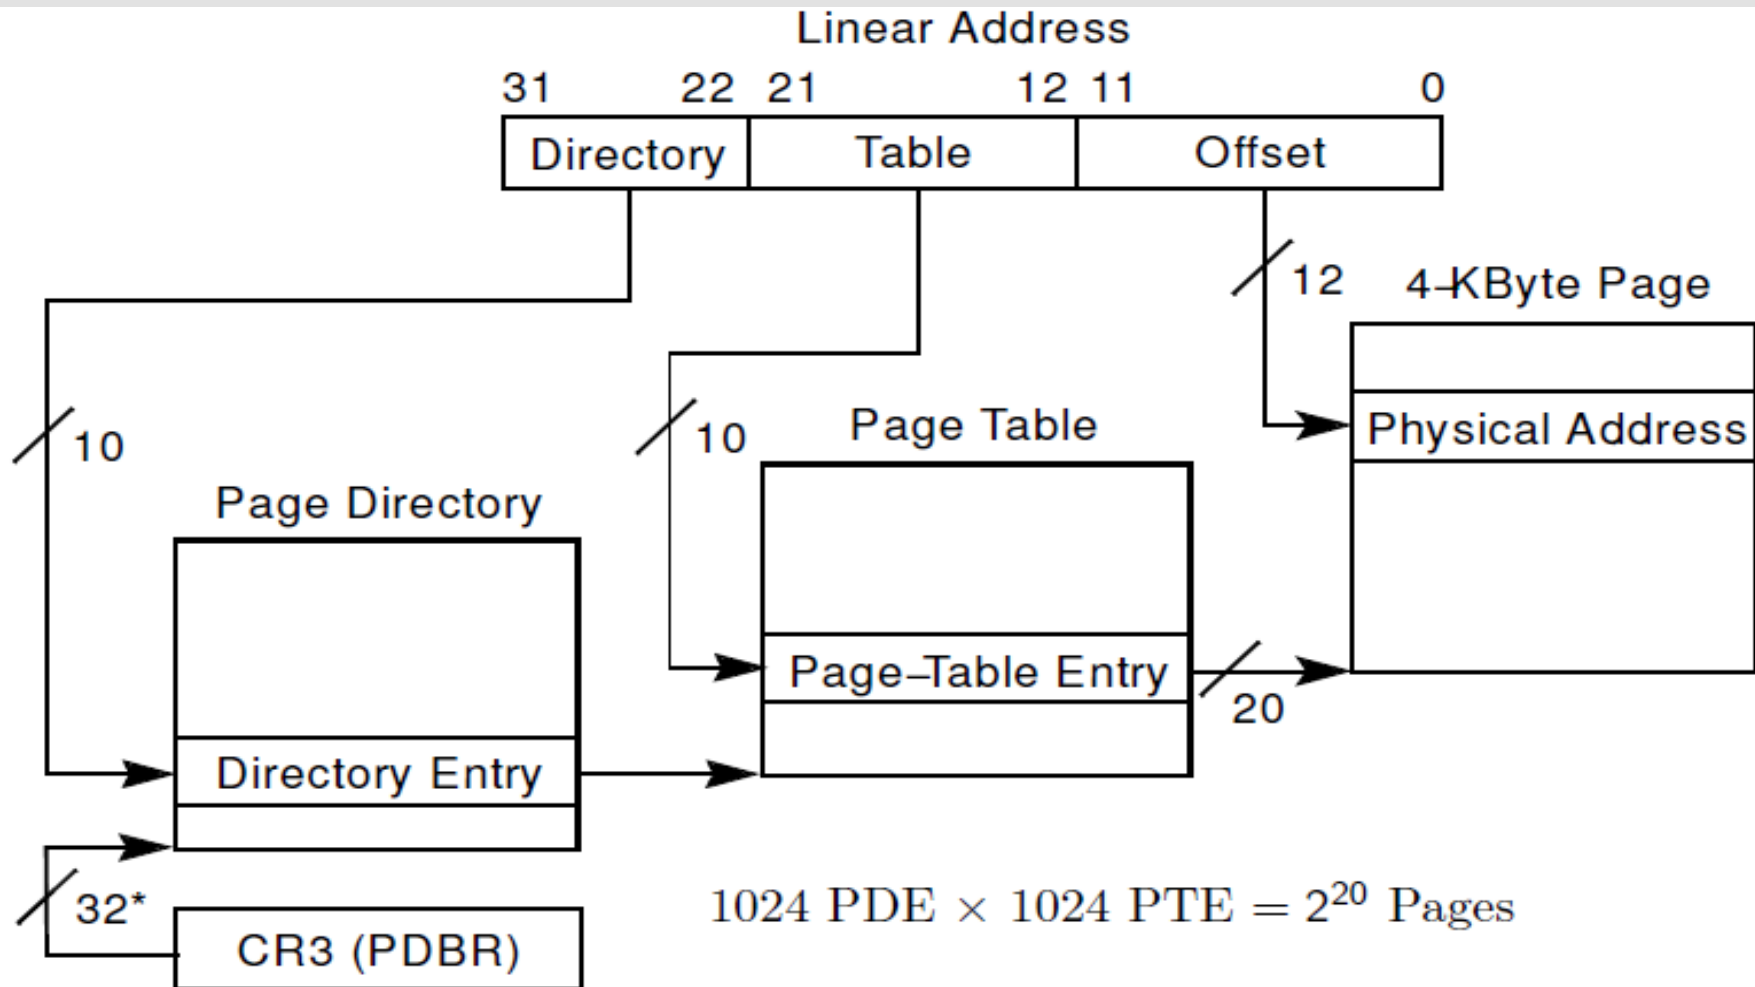 Linear Address
31 22 21 12 11 0
Directory Table Offset
12
4–KByte Page
10
10
Page Table
Physical Address
Page Directory
Page–Table Entry
20
Directory Entry
32*
1024 PDE × 1024 PTE = 2²⁰ Pages
CR3 (PDBR)